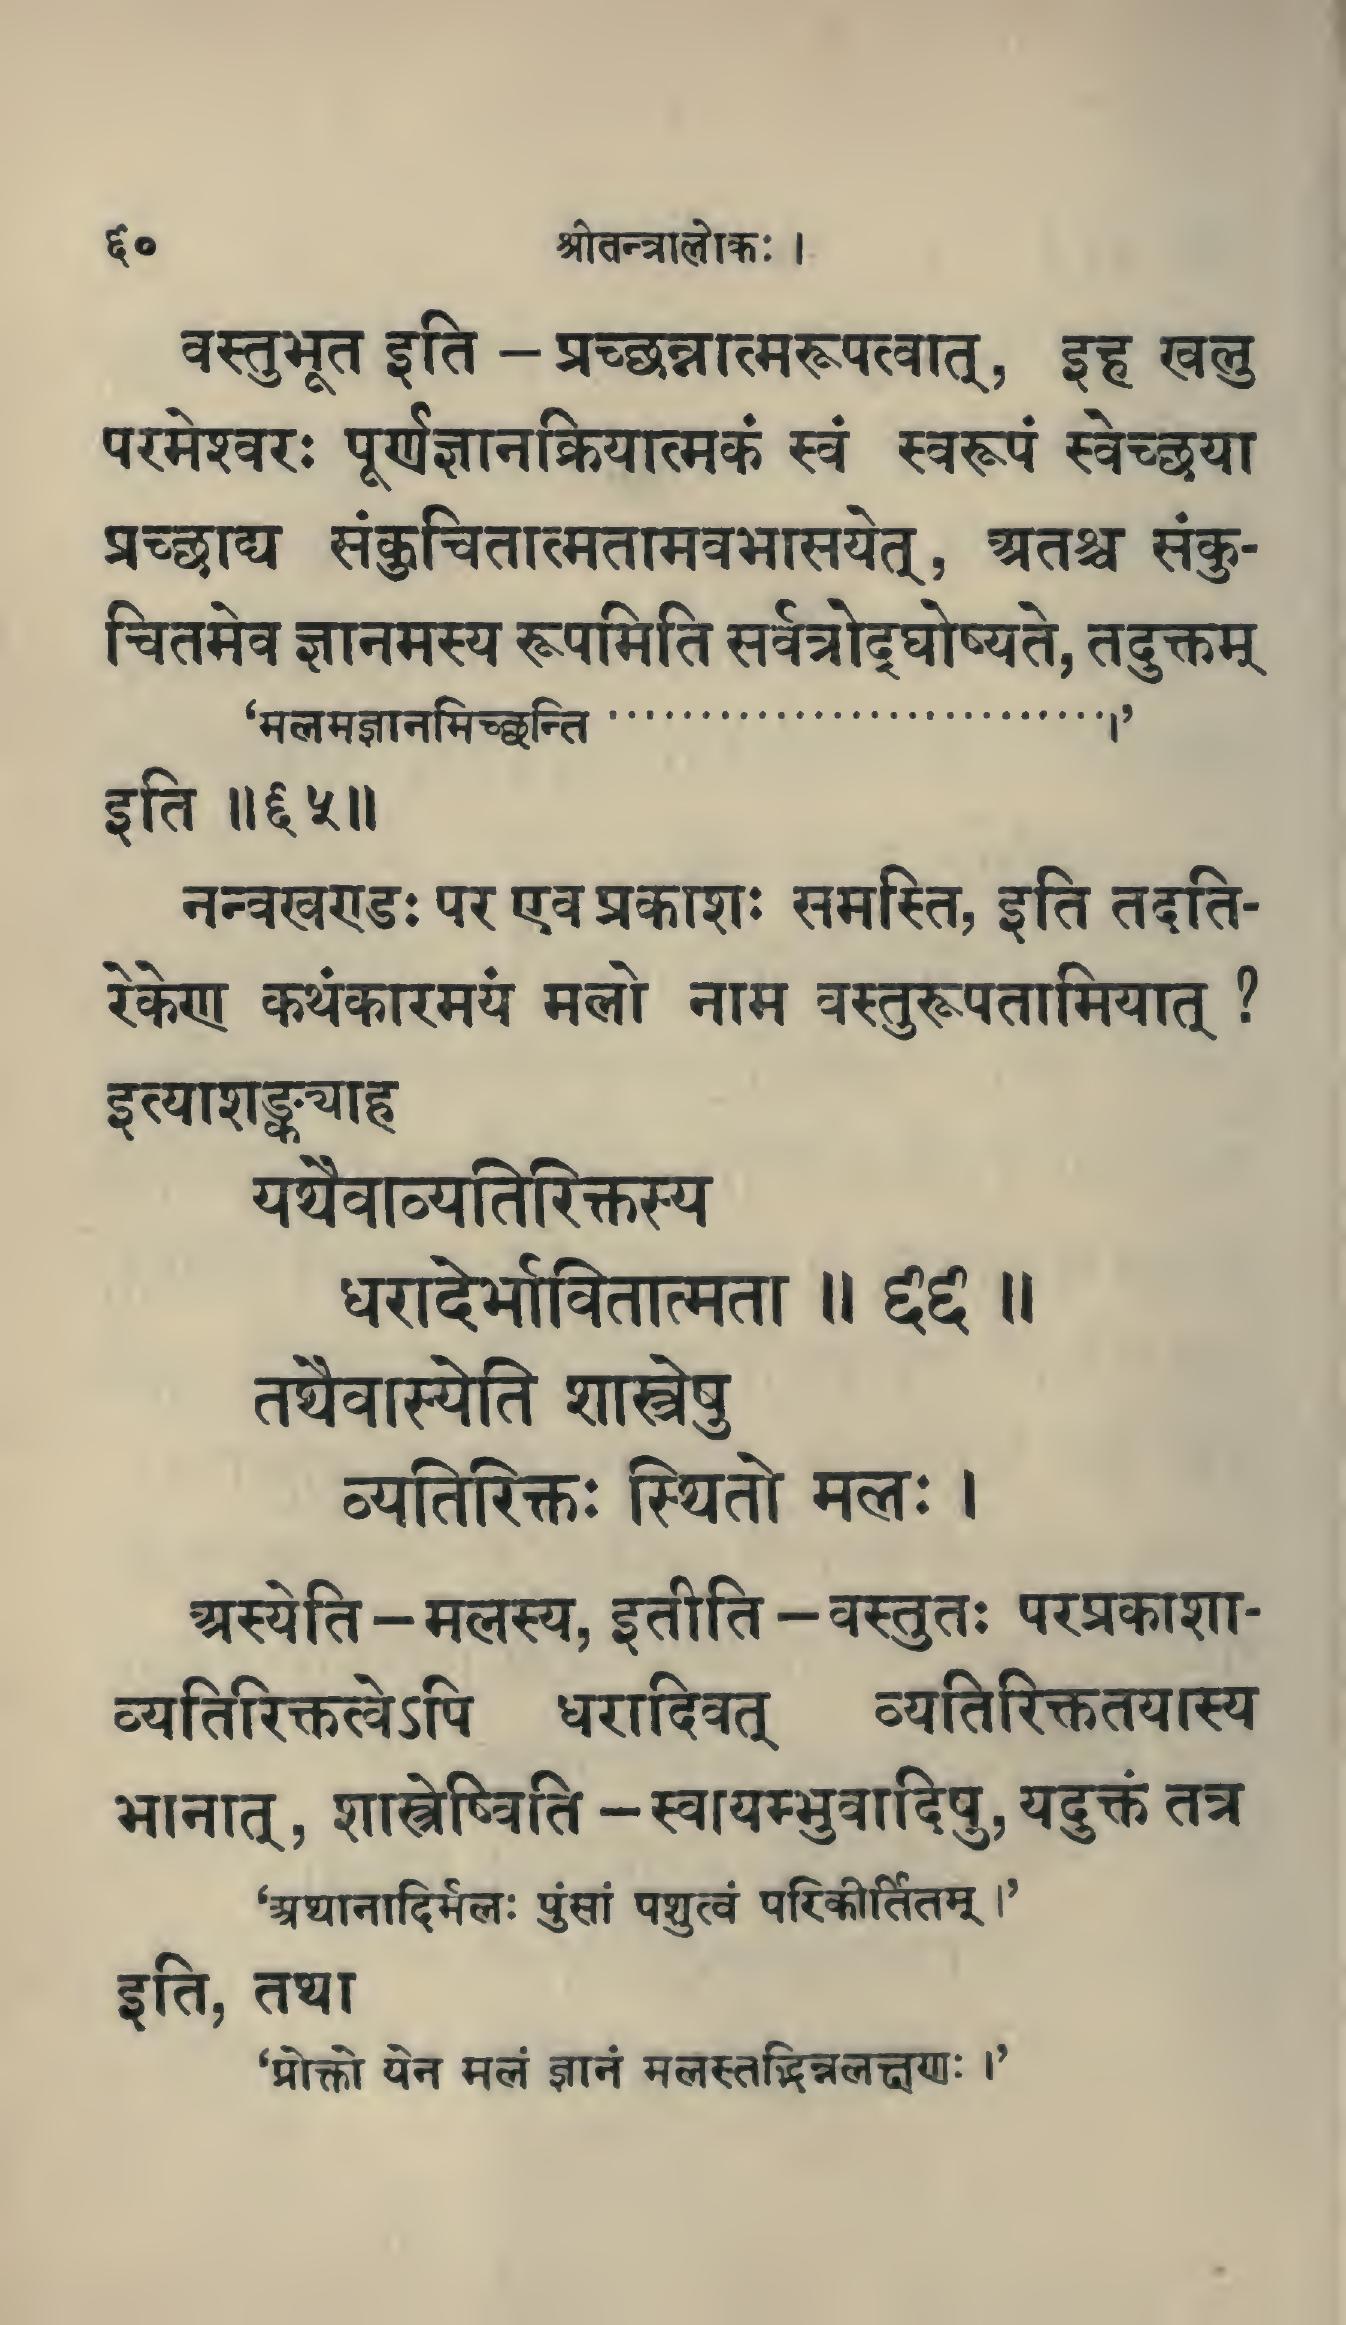 ६०
श्रीतन्त्रालोकः ।
वस्तुभूत इति – प्रच्छन्नात्मरूपत्वात्, इह खलु
परमेश्वरः पूर्णज्ञानक्रियात्मकं स्वं स्वरूपं स्वेच्छया
प्रच्छाद्य संकुचितात्मतामवभासयेत्, अतश्च संकु-
चितमेव ज्ञानमस्य रूपमिति सर्वत्रोद्घोष्यते, तदुक्तम्
‘मलमज्ञानमिच्छन्ति ···························।’
इति ॥६५॥
नन्वखण्डः पर एव प्रकाशः समस्ति, इति तदति-
रेकेण कथंकारमयं मलो नाम वस्तुरूपतामियात् ?
इत्याशङ्क्याह
यथैवाव्यतिरिक्तस्य
धरादेर्भावितात्मता ॥ ६६ ॥
तथैवास्येति शास्त्रेषु
व्यतिरिक्तः स्थितो मलः ।
अस्येति – मलस्य, इतीति – वस्तुतः परप्रकाशा-
व्यतिरिक्तत्वेऽपि धरादिवत् व्यतिरिक्ततयास्य
भानात्, शास्त्रेष्विति – स्वायम्भुवादिषु, यदुक्तं तत्र
‘अथानादिर्मलः पुंसां पशुत्वं परिकीर्तितम् ।’
इति, तथा
‘प्रोक्तो येन मलं ज्ञानं मलस्तद्भिन्नलक्षणः ।’